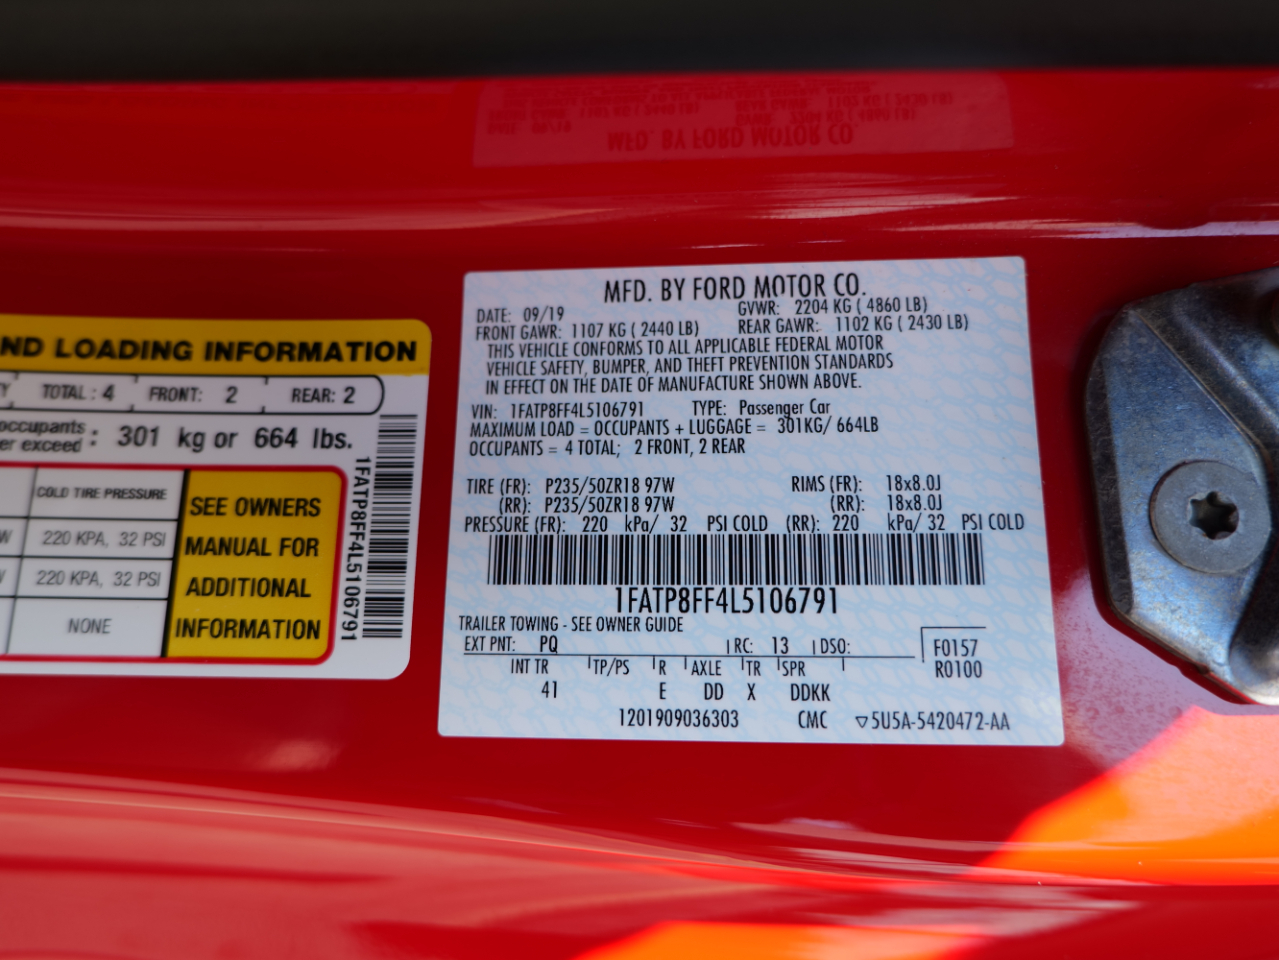 MFD. BY FORD MOTOR CO.
DATE: 09/19 GVWR: 2204 KG ( 4860 LB)
FRONT GAWR: 1107 KG ( 2440 LB) REAR GAWR: 1102 KG ( 2430 LB)
THIS VEHICLE CONFORMS TO ALL APPLICABLE FEDERAL MOTOR
VEHICLE SAFETY, BUMPER, AND THEFT PREVENTION STANDARDS
IN EFFECT ON THE DATE OF MANUFACTURE SHOWN ABOVE.
VIN: 1FATP8FF4L5106791 TYPE: Passenger Car
MAXIMUM LOAD = OCCUPANTS + LUGGAGE = 301KG/ 664LB
OCCUPANTS = 4 TOTAL; 2 FRONT, 2 REAR
TIRE (FR): P235/50ZR18 97W RIMS (FR): 18x8.0J
(RR): P235/50ZR18 97W (RR): 18x8.0J
PRESSURE (FR): 220 kPa/ 32 PSI COLD (RR): 220 kPa/ 32 PSI COLD
1FATP8FF4L5106791
TRAILER TOWING - SEE OWNER GUIDE
EXT PNT: PQ RC: 13 DSO: F0157
R0100
INT TR TP/PS R AXLE TR SPR
41 E DD X DDKK
1201909036303 CMC ▽5U5A-5420472-AA
ND LOADING INFORMATION
Y TOTAL : 4 FRONT: 2 REAR: 2
occupants
er exceed : 301 kg or 664 lbs.
COLD TIRE PRESSURE
W 220 KPA, 32 PSI
220 KPA, 32 PSI
NONE
SEE OWNERS
MANUAL FOR
ADDITIONAL
INFORMATION
1FATP8FF4L5106791